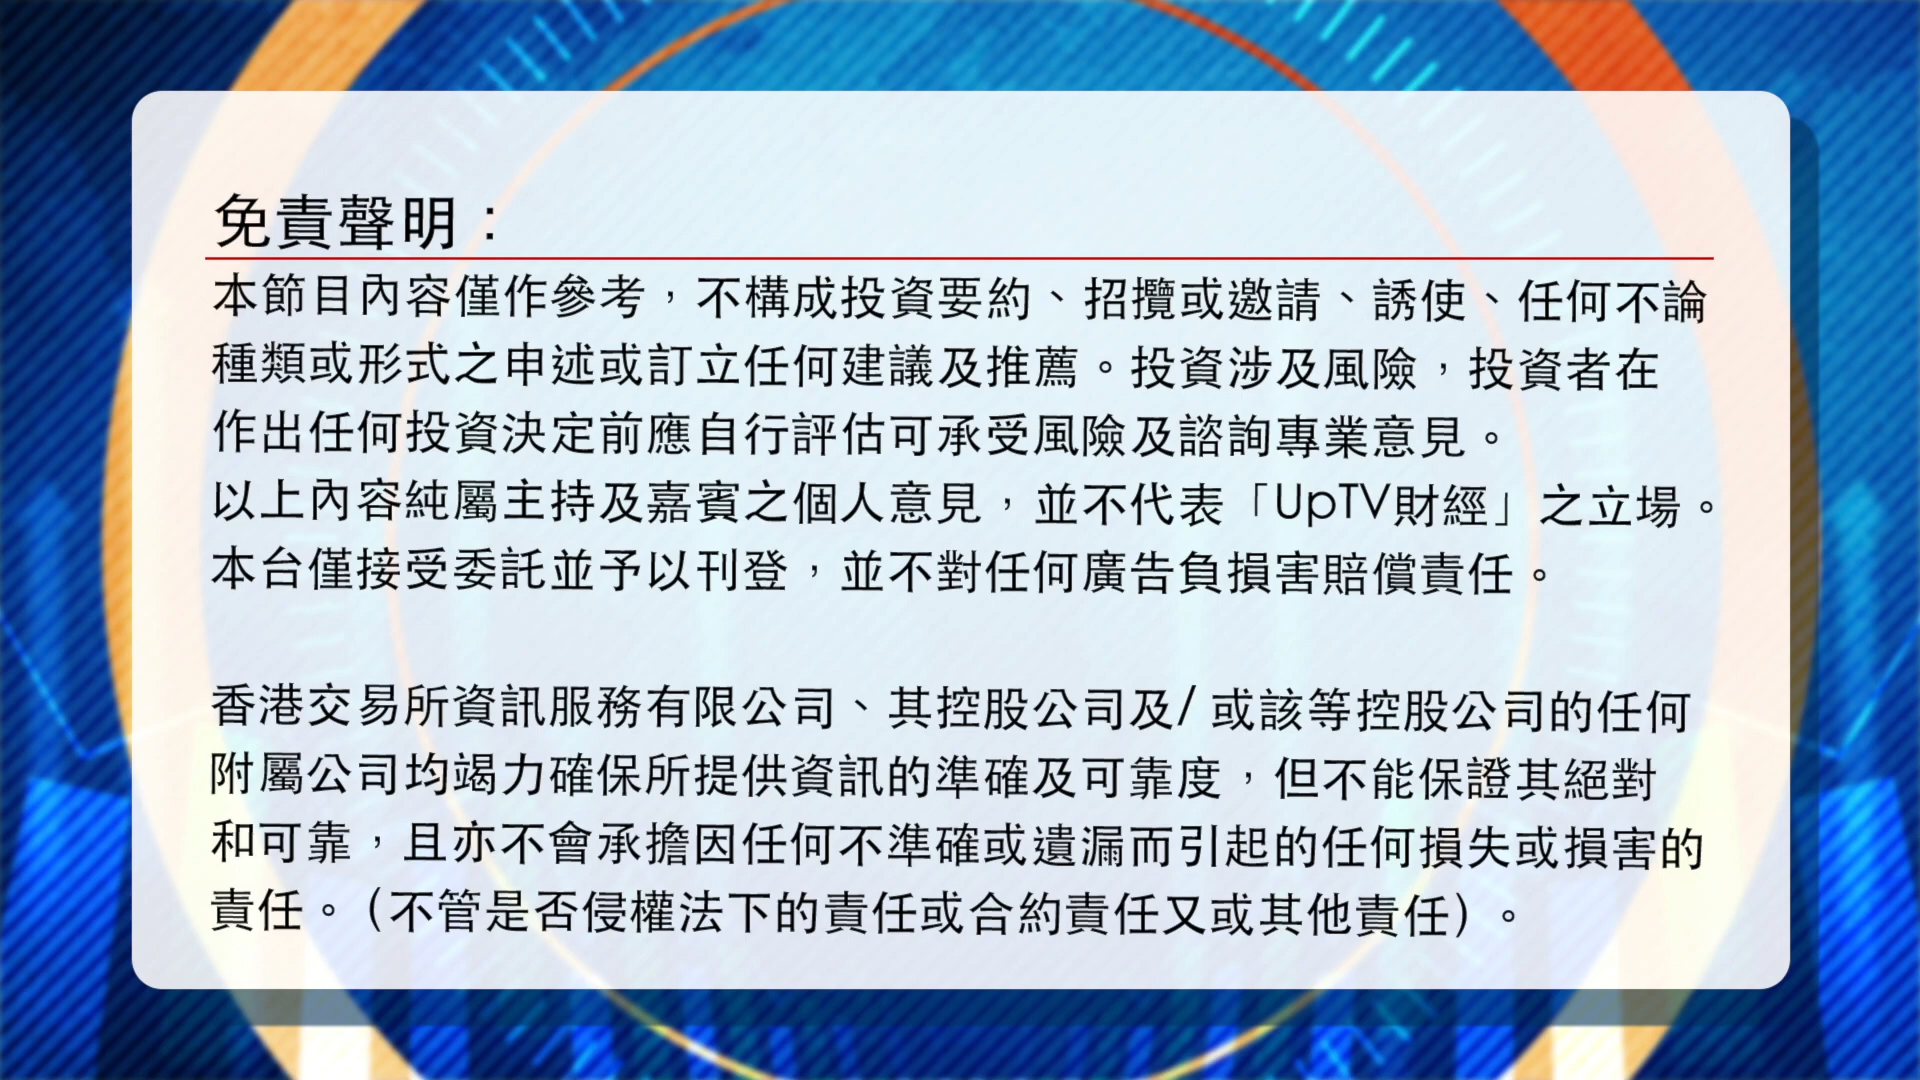 免責聲明：
本節目內容僅作參考，不構成投資要約、招攬或邀請、誘使、任何不論
種類或形式之申述或訂立任何建議及推薦。投資涉及風險，投資者在
作出任何投資決定前應自行評估可承受風險及諮詢專業意見。
以上內容純屬主持及嘉賓之個人意見，並不代表「UpTV財經」之立場。
本台僅接受委託並予以刊登，並不對任何廣告負損害賠償責任。
香港交易所資訊服務有限公司、其控股公司及/ 或該等控股公司的任何
附屬公司均竭力確保所提供資訊的準確及可靠度，但不能保證其絕對
和可靠，且亦不會承擔因任何不準確或遺漏而引起的任何損失或損害的
責任。（不管是否侵權法下的責任或合約責任又或其他責任）。